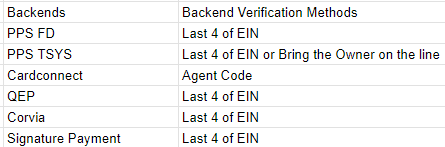 Backends Backend Verification Methods
PPS FD Last 4 of EIN
PPS TSYS Last 4 of EIN or Bring the Owner on the line
Cardconnect Agent Code
QEP Last 4 of EIN
Corvia Last 4 of EIN
Signature Payment Last 4 of EIN